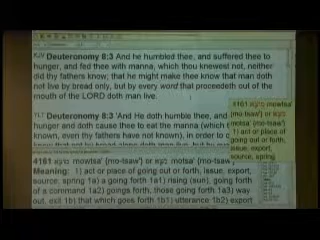 KJV Deuteronomy 8:3 And he humbled thee, and suffered thee to
hunger, and fed thee with manna, which thou knewest not, neither
did thy fathers know; that he might make thee know that man doth
not live by bread only, but by every word that proceedeth out of the
mouth of the LORD doth man live.
YLT Deuteronomy 8:3 'And He doth humble thee, and
hunger and doth cause thee to eat the manna (which
known, even thy fathers have not known), in order to c
4161 מוצא mowtsa' (mo-tsaw') or מצא motsa' (mo-tsaw')
Meaning: 1) act or place of going out or forth, issue, export,
source, spring 1a) a going forth 1a1) rising (sun), going forth
of a command 1a2) goings forth, those going forth 1a3) way
out, exit 1b) that which goes forth 1b1) utterance 1b2) export
4161 מוצא mowtsa'
(mo-tsaw') or מצא
motsa' (mo-tsaw')
1) act or place of
going out or forth,
issue, export,
source, spring